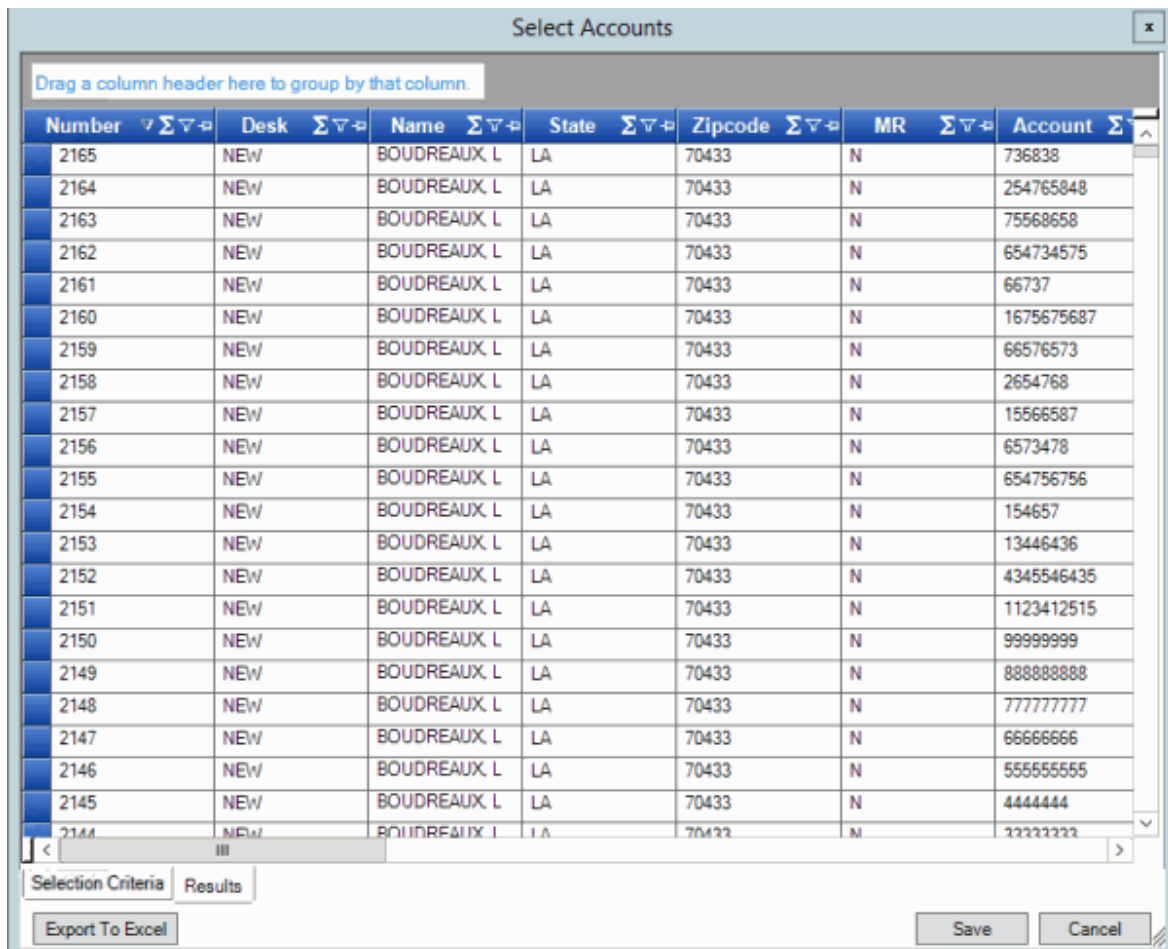 Select Accounts
x
Drag a column header here to group by that column.
Number Desk Name State Zipcode MR Account
2165 NEW BOUDREAUX, L LA 70433 N 736838
2164 NEW BOUDREAUX, L LA 70433 N 254765848
2163 NEW BOUDREAUX, L LA 70433 N 75568658
2162 NEW BOUDREAUX, L LA 70433 N 654734575
2161 NEW BOUDREAUX, L LA 70433 N 66737
2160 NEW BOUDREAUX, L LA 70433 N 1675675687
2159 NEW BOUDREAUX, L LA 70433 N 66576573
2158 NEW BOUDREAUX, L LA 70433 N 2654768
2157 NEW BOUDREAUX, L LA 70433 N 15566587
2156 NEW BOUDREAUX, L LA 70433 N 6573478
2155 NEW BOUDREAUX, L LA 70433 N 654756756
2154 NEW BOUDREAUX, L LA 70433 N 154657
2153 NEW BOUDREAUX, L LA 70433 N 13446436
2152 NEW BOUDREAUX, L LA 70433 N 4345546435
2151 NEW BOUDREAUX, L LA 70433 N 1123412515
2150 NEW BOUDREAUX, L LA 70433 N 99999999
2149 NEW BOUDREAUX, L LA 70433 N 888888888
2148 NEW BOUDREAUX, L LA 70433 N 777777777
2147 NEW BOUDREAUX, L LA 70433 N 66666666
2146 NEW BOUDREAUX, L LA 70433 N 555555555
2145 NEW BOUDREAUX, L LA 70433 N 4444444
2144 NEW BOUDREAUX, L LA 70433 N 33333333
Selection Criteria Results
Export To Excel Save Cancel